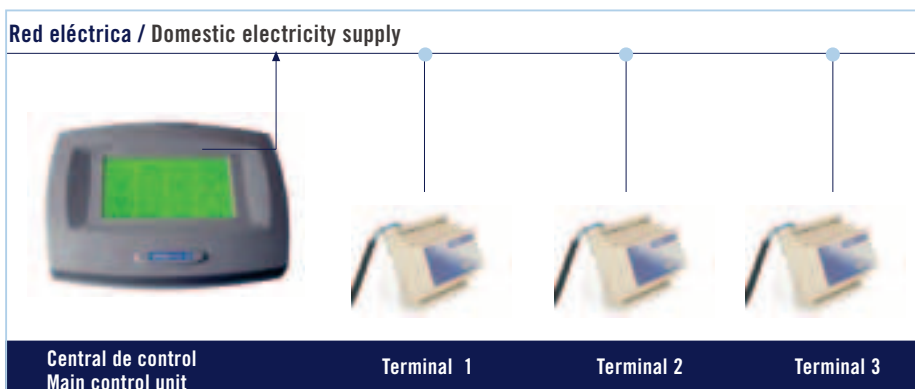 Red eléctrica / Domestic electricity supply
Central de control
Main control unit
Terminal 1
Terminal 2
Terminal 3